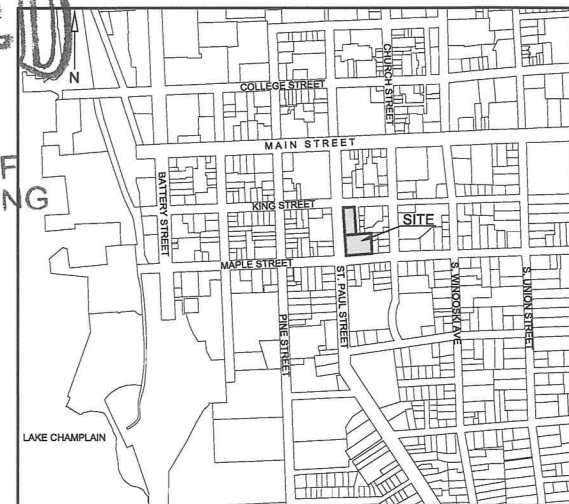 N
F
NG
COLLEGE STREET
CHURCH STREET
MAIN STREET
BATTERY STREET
KING STREET
SITE
MAPLE STREET
ST. PAUL STREET
PINE STREET
S. WINOOSKI AVE
S. UNION STREET
LAKE CHAMPLAIN